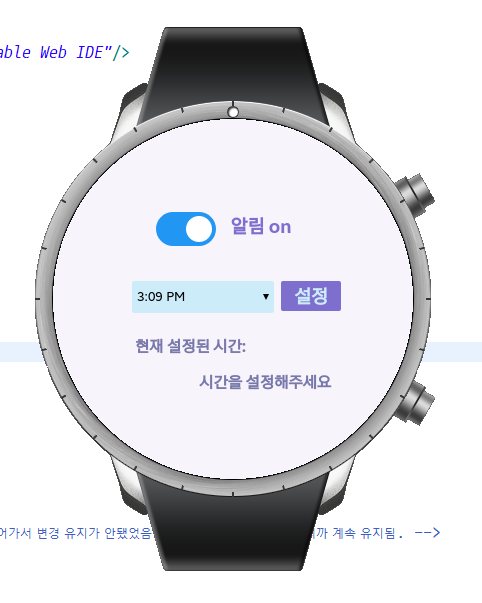 able Web IDE"/>
알림 on
3:09 PM
설정
현재 설정된 시간:
시간을 설정해주세요
어가서 변경 유지가 안됐었음
까 계속 유지됨. -->